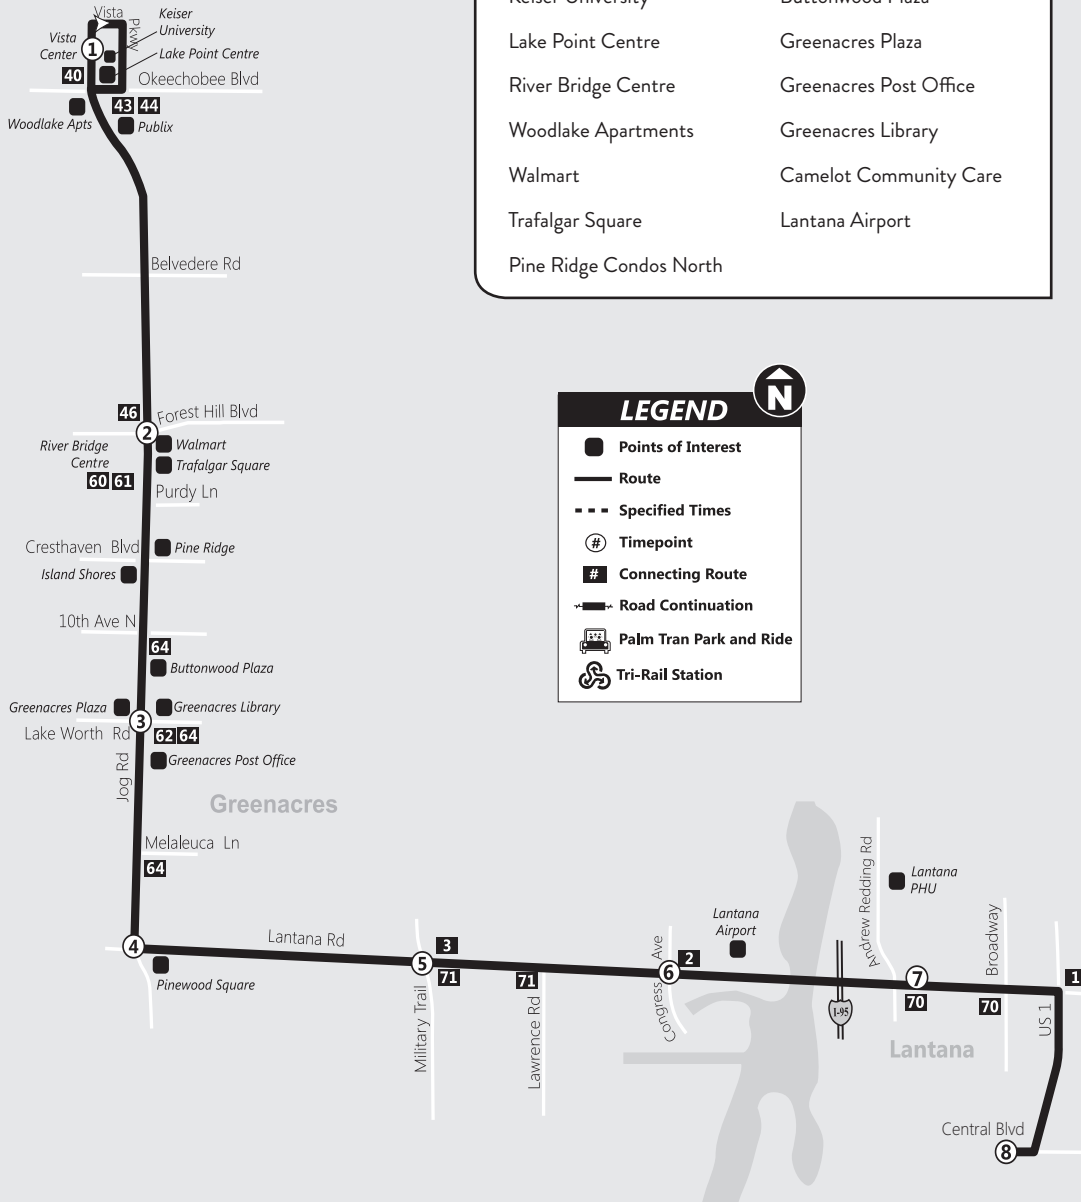 Vista
Pkwy
Keiser
University
Vista
Center
1
Lake Point Centre
40
Okeechobee Blvd
43 44
Woodlake Apts
Publix
Belvedere Rd
46
Forest Hill Blvd
2
River Bridge
Centre
Walmart
Trafalgar Square
60 61
Purdy Ln
Cresthaven Blvd
Pine Ridge
Island Shores
10th Ave N
64
Buttonwood Plaza
Greenacres Plaza
Greenacres Library
3
Lake Worth Rd
62 64
Jog Rd
Greenacres Post Office
Greenacres
Melaleuca Ln
64
4
Lantana Rd
Pinewood Square
3
5
71
Military Trail
71
Lawrence Rd
Congress Ave
2
6
Lantana
Airport
I-95
Andrew Redding Rd
Lantana
PHU
7
70
Broadway
70
1
US 1
Lantana
Central Blvd
8
Keiser University
Buttonwood Plaza
Lake Point Centre
Greenacres Plaza
River Bridge Centre
Greenacres Post Office
Woodlake Apartments
Greenacres Library
Walmart
Camelot Community Care
Trafalgar Square
Lantana Airport
Pine Ridge Condos North
N
LEGEND
Points of Interest
Route
Specified Times
# Timepoint
# Connecting Route
Road Continuation
Palm Tran Park and Ride
Tri-Rail Station